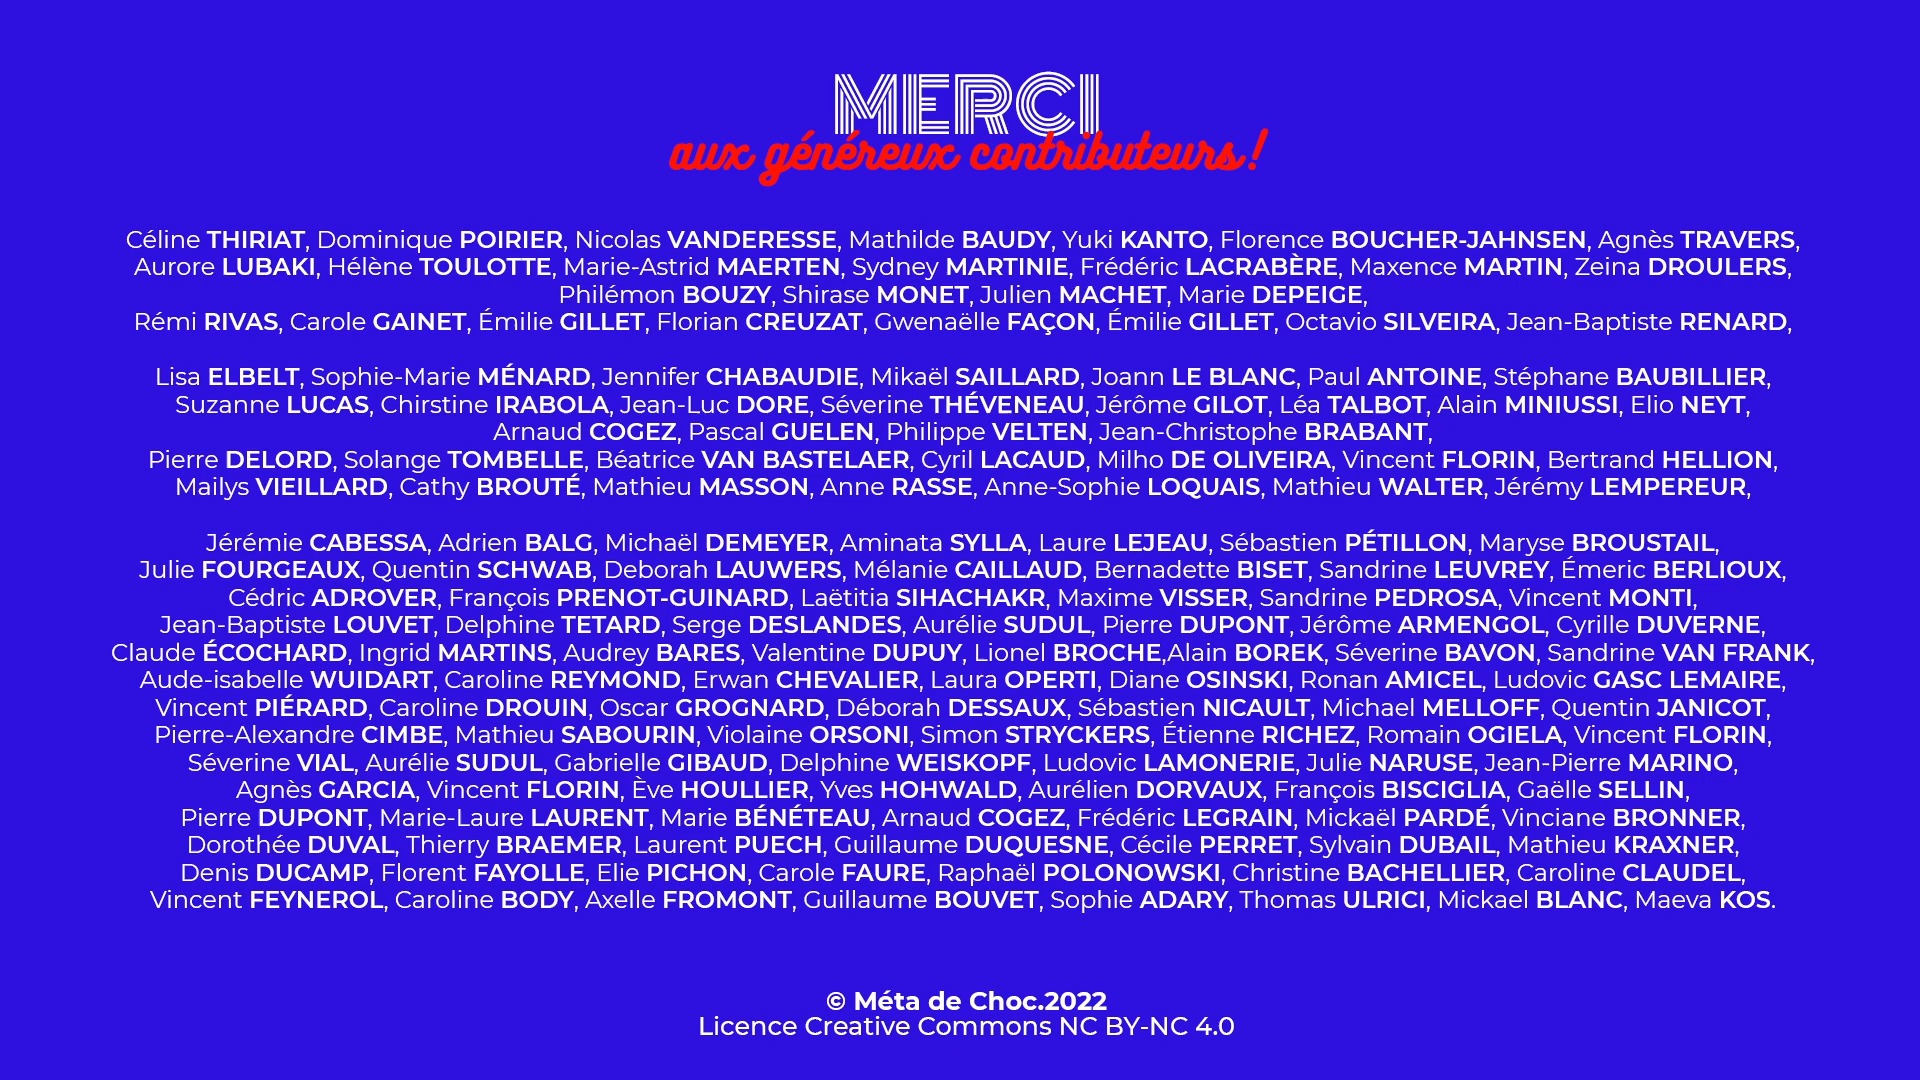 MERCI
aux généreux contributeurs !
Céline THIRIAT, Dominique POIRIER, Nicolas VANDERESSE, Mathilde BAUDY, Yuki KANTO, Florence BOUCHER-JAHNSEN, Agnès TRAVERS,
Aurore LUBAKI, Hélène TOULOTTE, Marie-Astrid MAERTEN, Sydney MARTINIE, Frédéric LACRABÈRE, Maxence MARTIN, Zeina DROULERS,
Philémon BOUZY, Shirase MONET, Julien MACHET, Marie DEPEIGE,
Rémi RIVAS, Carole GAINET, Émilie GILLET, Florian CREUZAT, Gwenaëlle FAÇON, Émilie GILLET, Octavio SILVEIRA, Jean-Baptiste RENARD,
Lisa ELBELT, Sophie-Marie MÉNARD, Jennifer CHABAUDIE, Mikaël SAILLARD, Joann LE BLANC, Paul ANTOINE, Stéphane BAUBILLIER,
Suzanne LUCAS, Chirstine IRABOLA, Jean-Luc DORE, Séverine THÉVENEAU, Jérôme GILOT, Léa TALBOT, Alain MINIUSSI, Elio NEYT,
Arnaud COGEZ, Pascal GUELEN, Philippe VELTEN, Jean-Christophe BRABANT,
Pierre DELORD, Solange TOMBELLE, Béatrice VAN BASTELAER, Cyril LACAUD, Milho DE OLIVEIRA, Vincent FLORIN, Bertrand HELLION,
Mailys VIEILLARD, Cathy BROUTÉ, Mathieu MASSON, Anne RASSE, Anne-Sophie LOQUAIS, Mathieu WALTER, Jérémy LEMPEREUR,
Jérémie CABESSA, Adrien BALG, Michaël DEMEYER, Aminata SYLLA, Laure LEJEAU, Sébastien PÉTILLON, Maryse BROUSTAIL,
Julie FOURGEAUX, Quentin SCHWAB, Deborah LAUWERS, Mélanie CAILLAUD, Bernadette BISET, Sandrine LEUVREY, Émeric BERLIOUX,
Cédric ADROVER, François PRENOT-GUINARD, Laëtitia SIHACHAKR, Maxime VISSER, Sandrine PEDROSA, Vincent MONTI,
Jean-Baptiste LOUVET, Delphine TETARD, Serge DESLANDES, Aurélie SUDUL, Pierre DUPONT, Jérôme ARMENGOL, Cyrille DUVERNE,
Claude ÉCOCHARD, Ingrid MARTINS, Audrey BARES, Valentine DUPUY, Lionel BROCHE,Alain BOREK, Séverine BAVON, Sandrine VAN FRANK,
Aude-isabelle WUIDART, Caroline REYMOND, Erwan CHEVALIER, Laura OPERTI, Diane OSINSKI, Ronan AMICEL, Ludovic GASC LEMAIRE,
Vincent PIÉRARD, Caroline DROUIN, Oscar GROGNARD, Déborah DESSAUX, Sébastien NICAULT, Michael MELLOFF, Quentin JANICOT,
Pierre-Alexandre CIMBE, Mathieu SABOURIN, Violaine ORSONI, Simon STRYCKERS, Étienne RICHEZ, Romain OGIELA, Vincent FLORIN,
Séverine VIAL, Aurélie SUDUL, Gabrielle GIBAUD, Delphine WEISKOPF, Ludovic LAMONERIE, Julie NARUSE, Jean-Pierre MARINO,
Agnès GARCIA, Vincent FLORIN, Ève HOULLIER, Yves HOHWALD, Aurélien DORVAUX, François BISCIGLIA, Gaëlle SELLIN,
Pierre DUPONT, Marie-Laure LAURENT, Marie BÉNÉTEAU, Arnaud COGEZ, Frédéric LEGRAIN, Mickaël PARDÉ, Vinciane BRONNER,
Dorothée DUVAL, Thierry BRAEMER, Laurent PUECH, Guillaume DUQUESNE, Cécile PERRET, Sylvain DUBAIL, Mathieu KRAXNER,
Denis DUCAMP, Florent FAYOLLE, Elie PICHON, Carole FAURE, Raphaël POLONOWSKI, Christine BACHELLIER, Caroline CLAUDEL,
Vincent FEYNEROL, Caroline BODY, Axelle FROMONT, Guillaume BOUVET, Sophie ADARY, Thomas ULRICI, Mickael BLANC, Maeva KOS.
© Méta de Choc.2022
Licence Creative Commons NC BY-NC 4.0